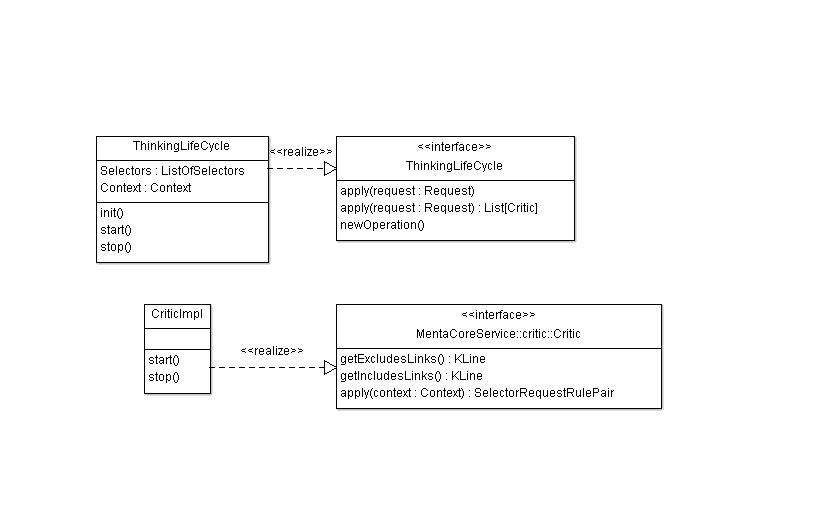 ThinkingLifeCycle
Selectors : ListOfSelectors
Context : Context
init()
start()
stop()
<<realize>>
<<interface>>
ThinkingLifeCycle
apply(request : Request)
apply(request : Request) : List[Critic]
newOperation()
CriticImpl
start()
stop()
<<realize>>
<<interface>>
MentaCoreService::critic::Critic
getExcludesLinks() : KLine
getIncludesLinks() : KLine
apply(context : Context) : SelectorRequestRulePair